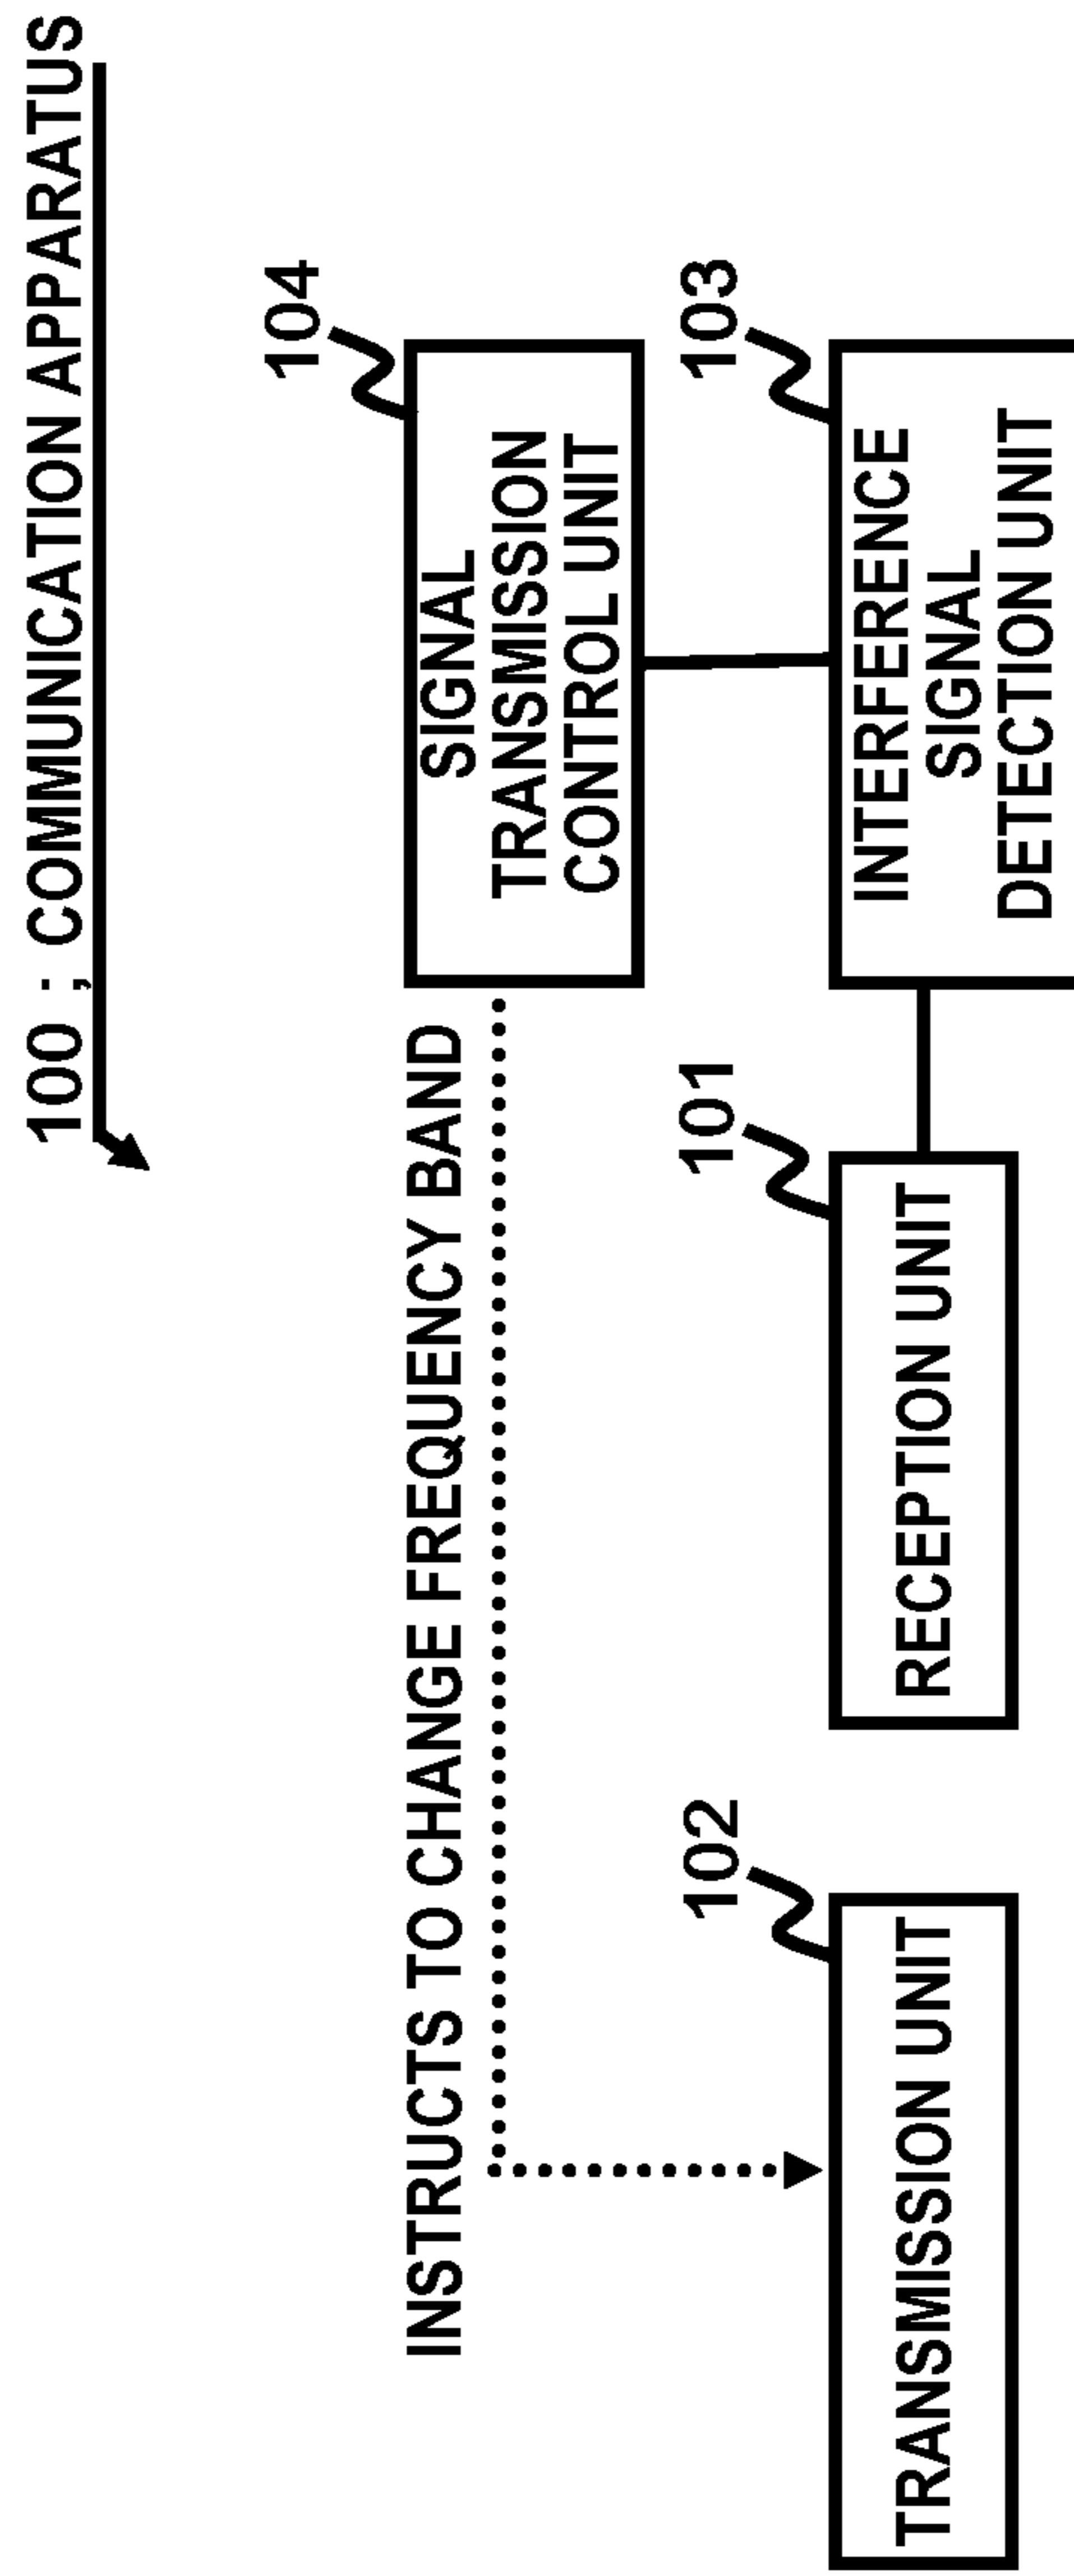 100 ; COMMUNICATION APPARATUS
104
SIGNAL
TRANSMISSION
CONTROL UNIT
INSTRUCTS TO CHANGE FREQUENCY BAND
102
TRANSMISSION UNIT
101
RECEPTION UNIT
103
INTERFERENCE
SIGNAL
DETECTION UNIT